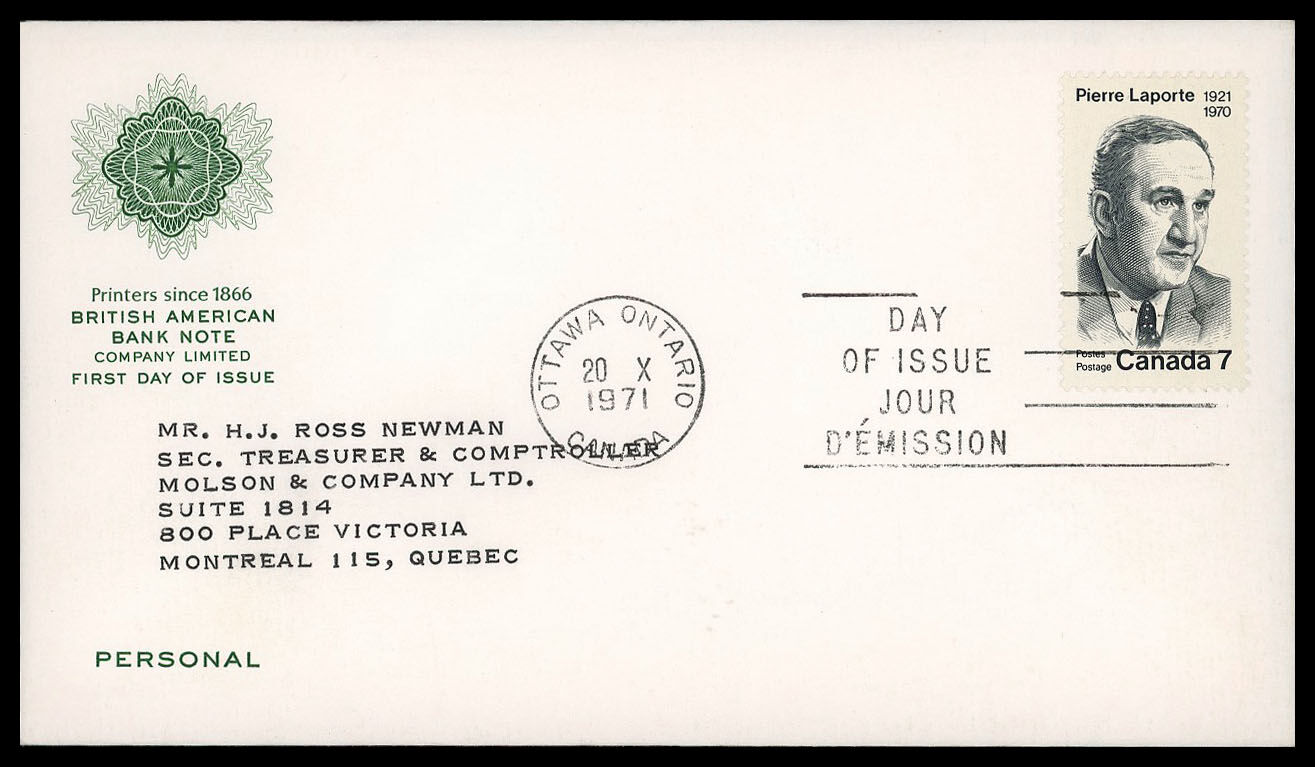 Printers since 1866
BRITISH AMERICAN
BANK NOTE
COMPANY LIMITED
FIRST DAY OF ISSUE
Pierre Laporte 1921
1970
Postes
Postage Canada 7
OTTAWA ONTARIO
20 X
1971
CANADA
DAY
OF ISSUE
JOUR
D'ÉMISSION
MR. H.J. ROSS NEWMAN
SEC. TREASURER & COMPTROLLER
MOLSON & COMPANY LTD.
SUITE 1814
800 PLACE VICTORIA
MONTREAL 115, QUEBEC
PERSONAL